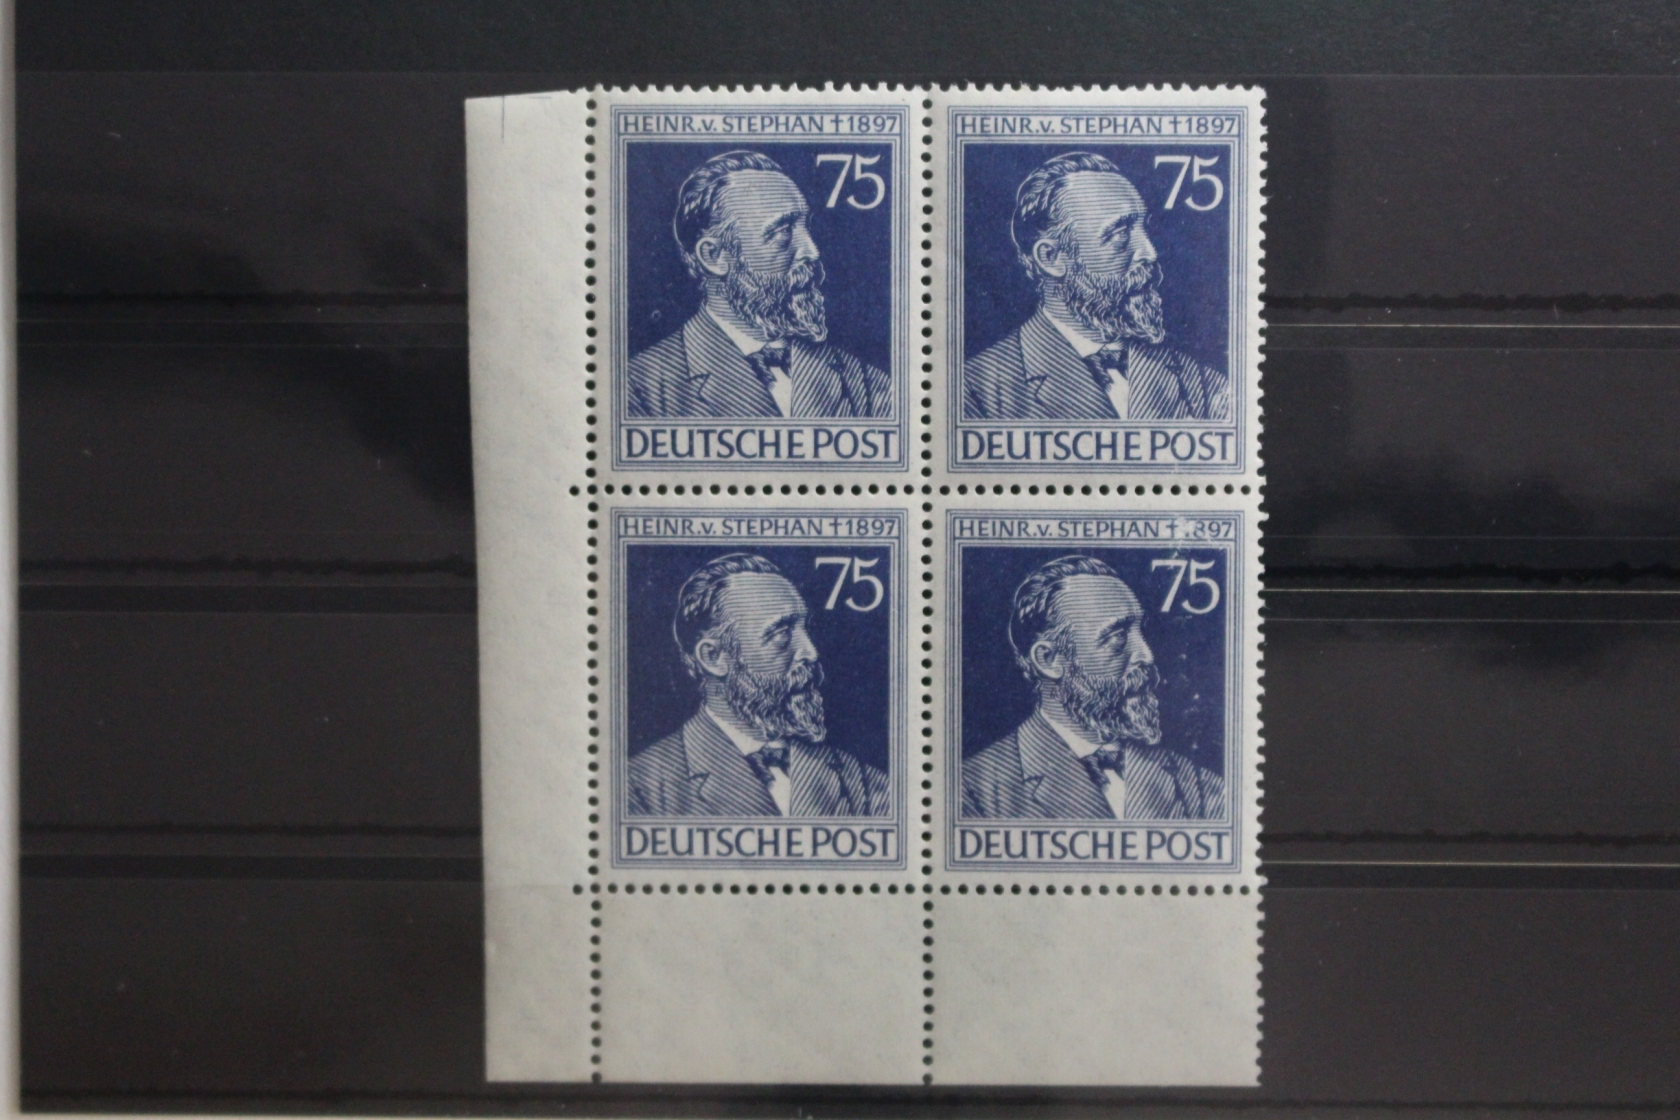 HEINR.v. STEPHAN †1897
75
DEUTSCHE POST
HEINR.v. STEPHAN †1897
75
DEUTSCHE POST
HEINR.v. STEPHAN †1897
75
DEUTSCHE POST
HEINR.v. STEPHAN †1897
75
DEUTSCHE POST